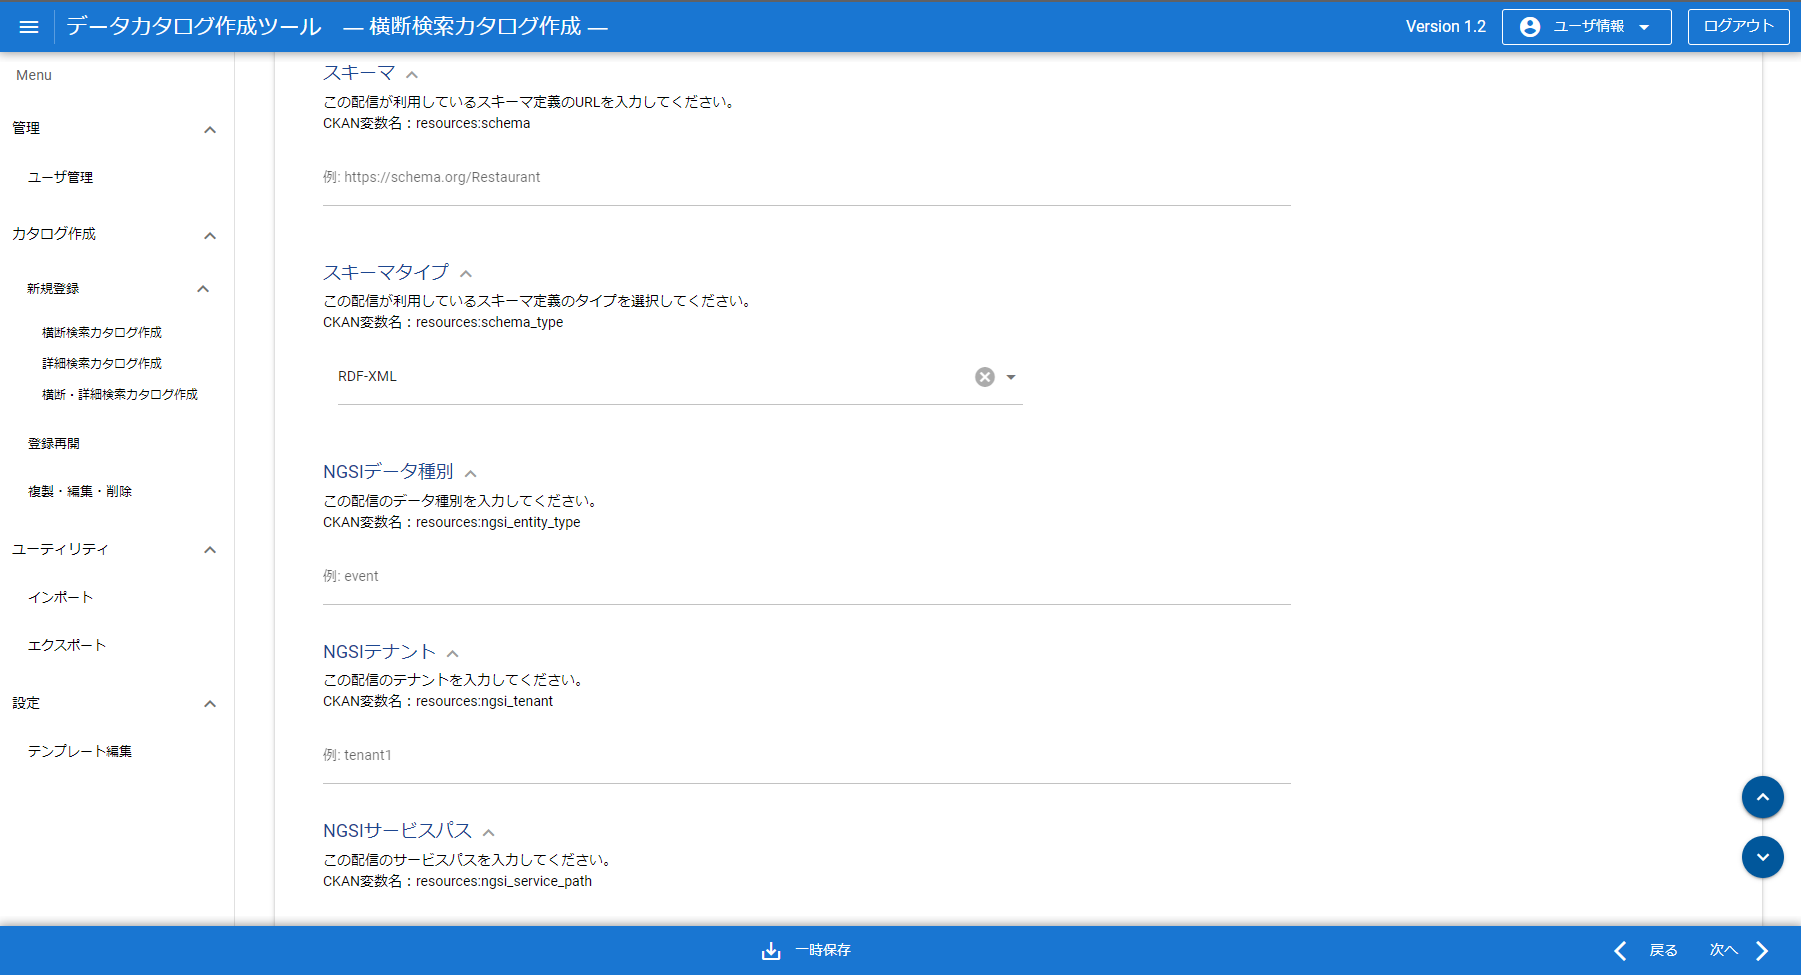 データカタログ作成ツール ― 横断検索カタログ作成 ―
Version 1.2
ユーザ情報
ログアウト
Menu
管理
ユーザ管理
カタログ作成
新規登録
横断検索カタログ作成
詳細検索カタログ作成
横断・詳細検索カタログ作成
登録再開
複製・編集・削除
ユーティリティ
インポート
エクスポート
設定
テンプレート編集
スキーマ
この配信が利用しているスキーマ定義のURLを入力してください。
CKAN変数名：resources:schema
例: https://schema.org/Restaurant
スキーマタイプ
この配信が利用しているスキーマ定義のタイプを選択してください。
CKAN変数名：resources:schema_type
RDF-XML
NGSIデータ種別
この配信のデータ種別を入力してください。
CKAN変数名：resources:ngsi_entity_type
例: event
NGSIテナント
この配信のテナントを入力してください。
CKAN変数名：resources:ngsi_tenant
例: tenant1
NGSIサービスパス
この配信のサービスパスを入力してください。
CKAN変数名：resources:ngsi_service_path
一時保存
戻る
次へ